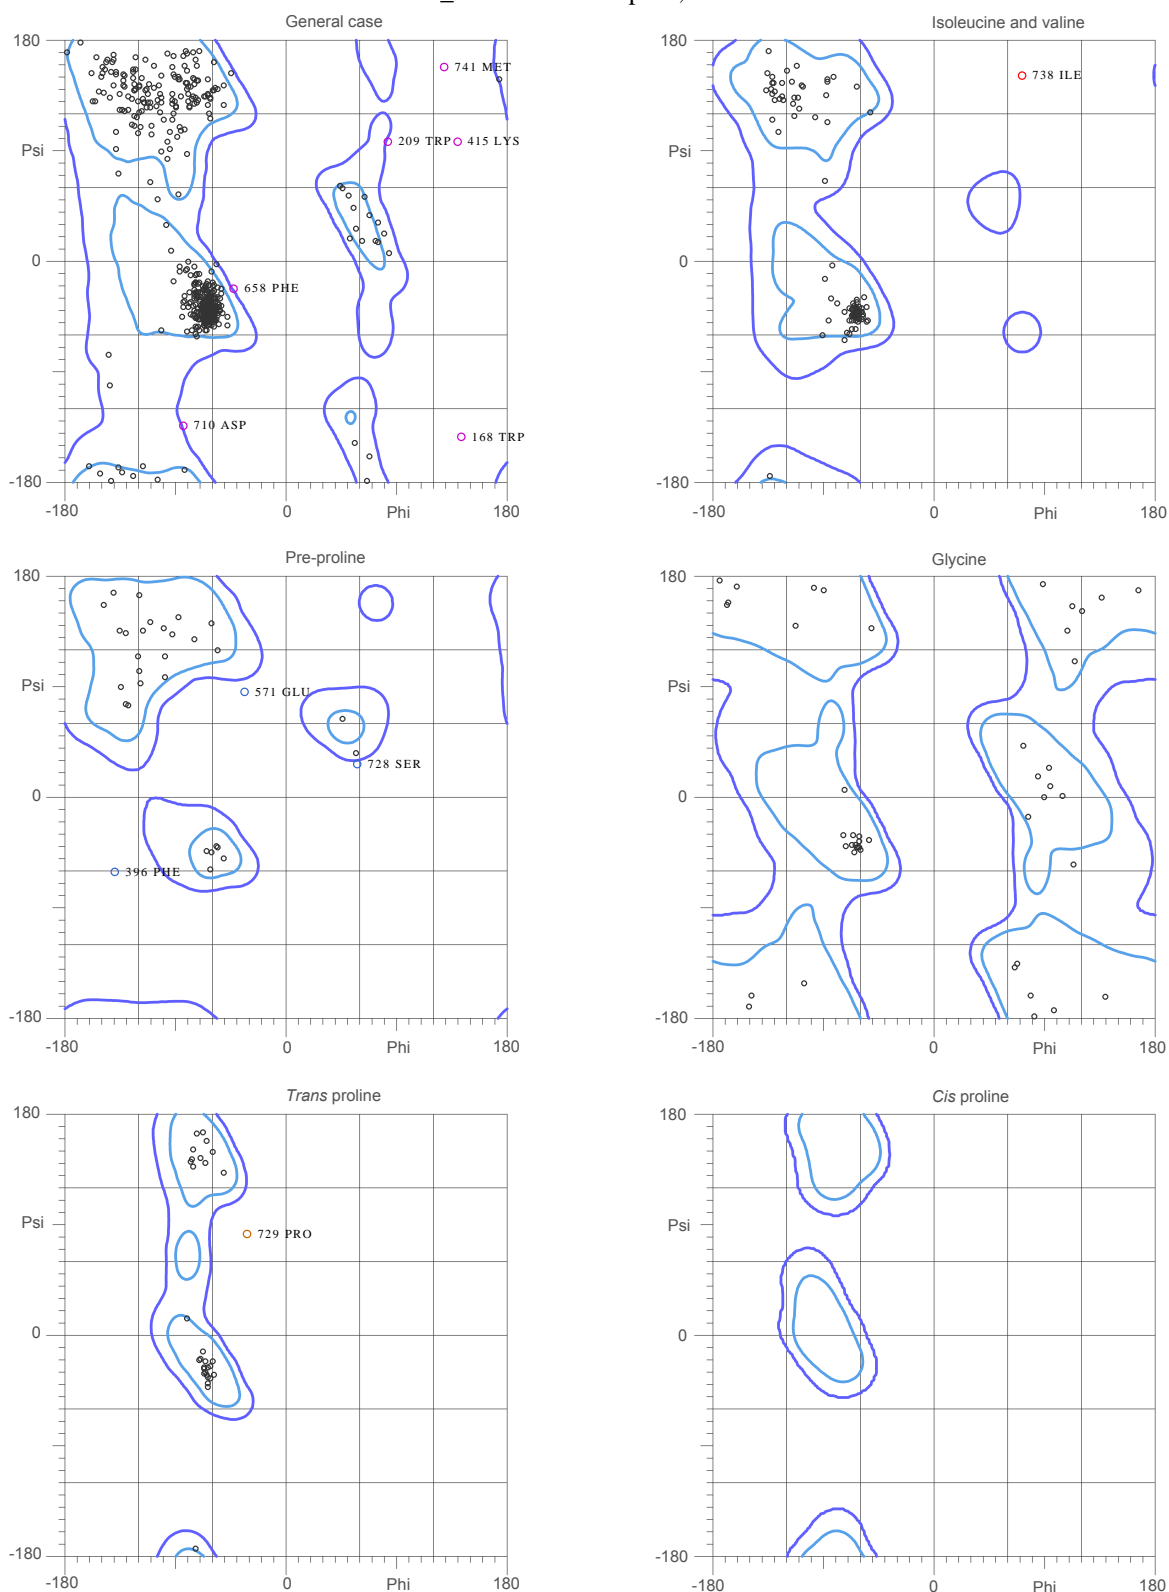 General case
180
Psi
0
-180
-180
0
Phi
180
741 MET
209 TRP
415 LYS
658 PHE
710 ASP
168 TRP
Isoleucine and valine
180
Psi
0
-180
-180
0
Phi
180
738 ILE
Pre-proline
180
Psi
0
-180
-180
0
Phi
180
571 GLU
728 SER
396 PHE
Glycine
180
Psi
0
-180
-180
0
Phi
180
Trans proline
180
Psi
0
-180
-180
0
Phi
180
729 PRO
Cis proline
180
Psi
0
-180
-180
0
Phi
180